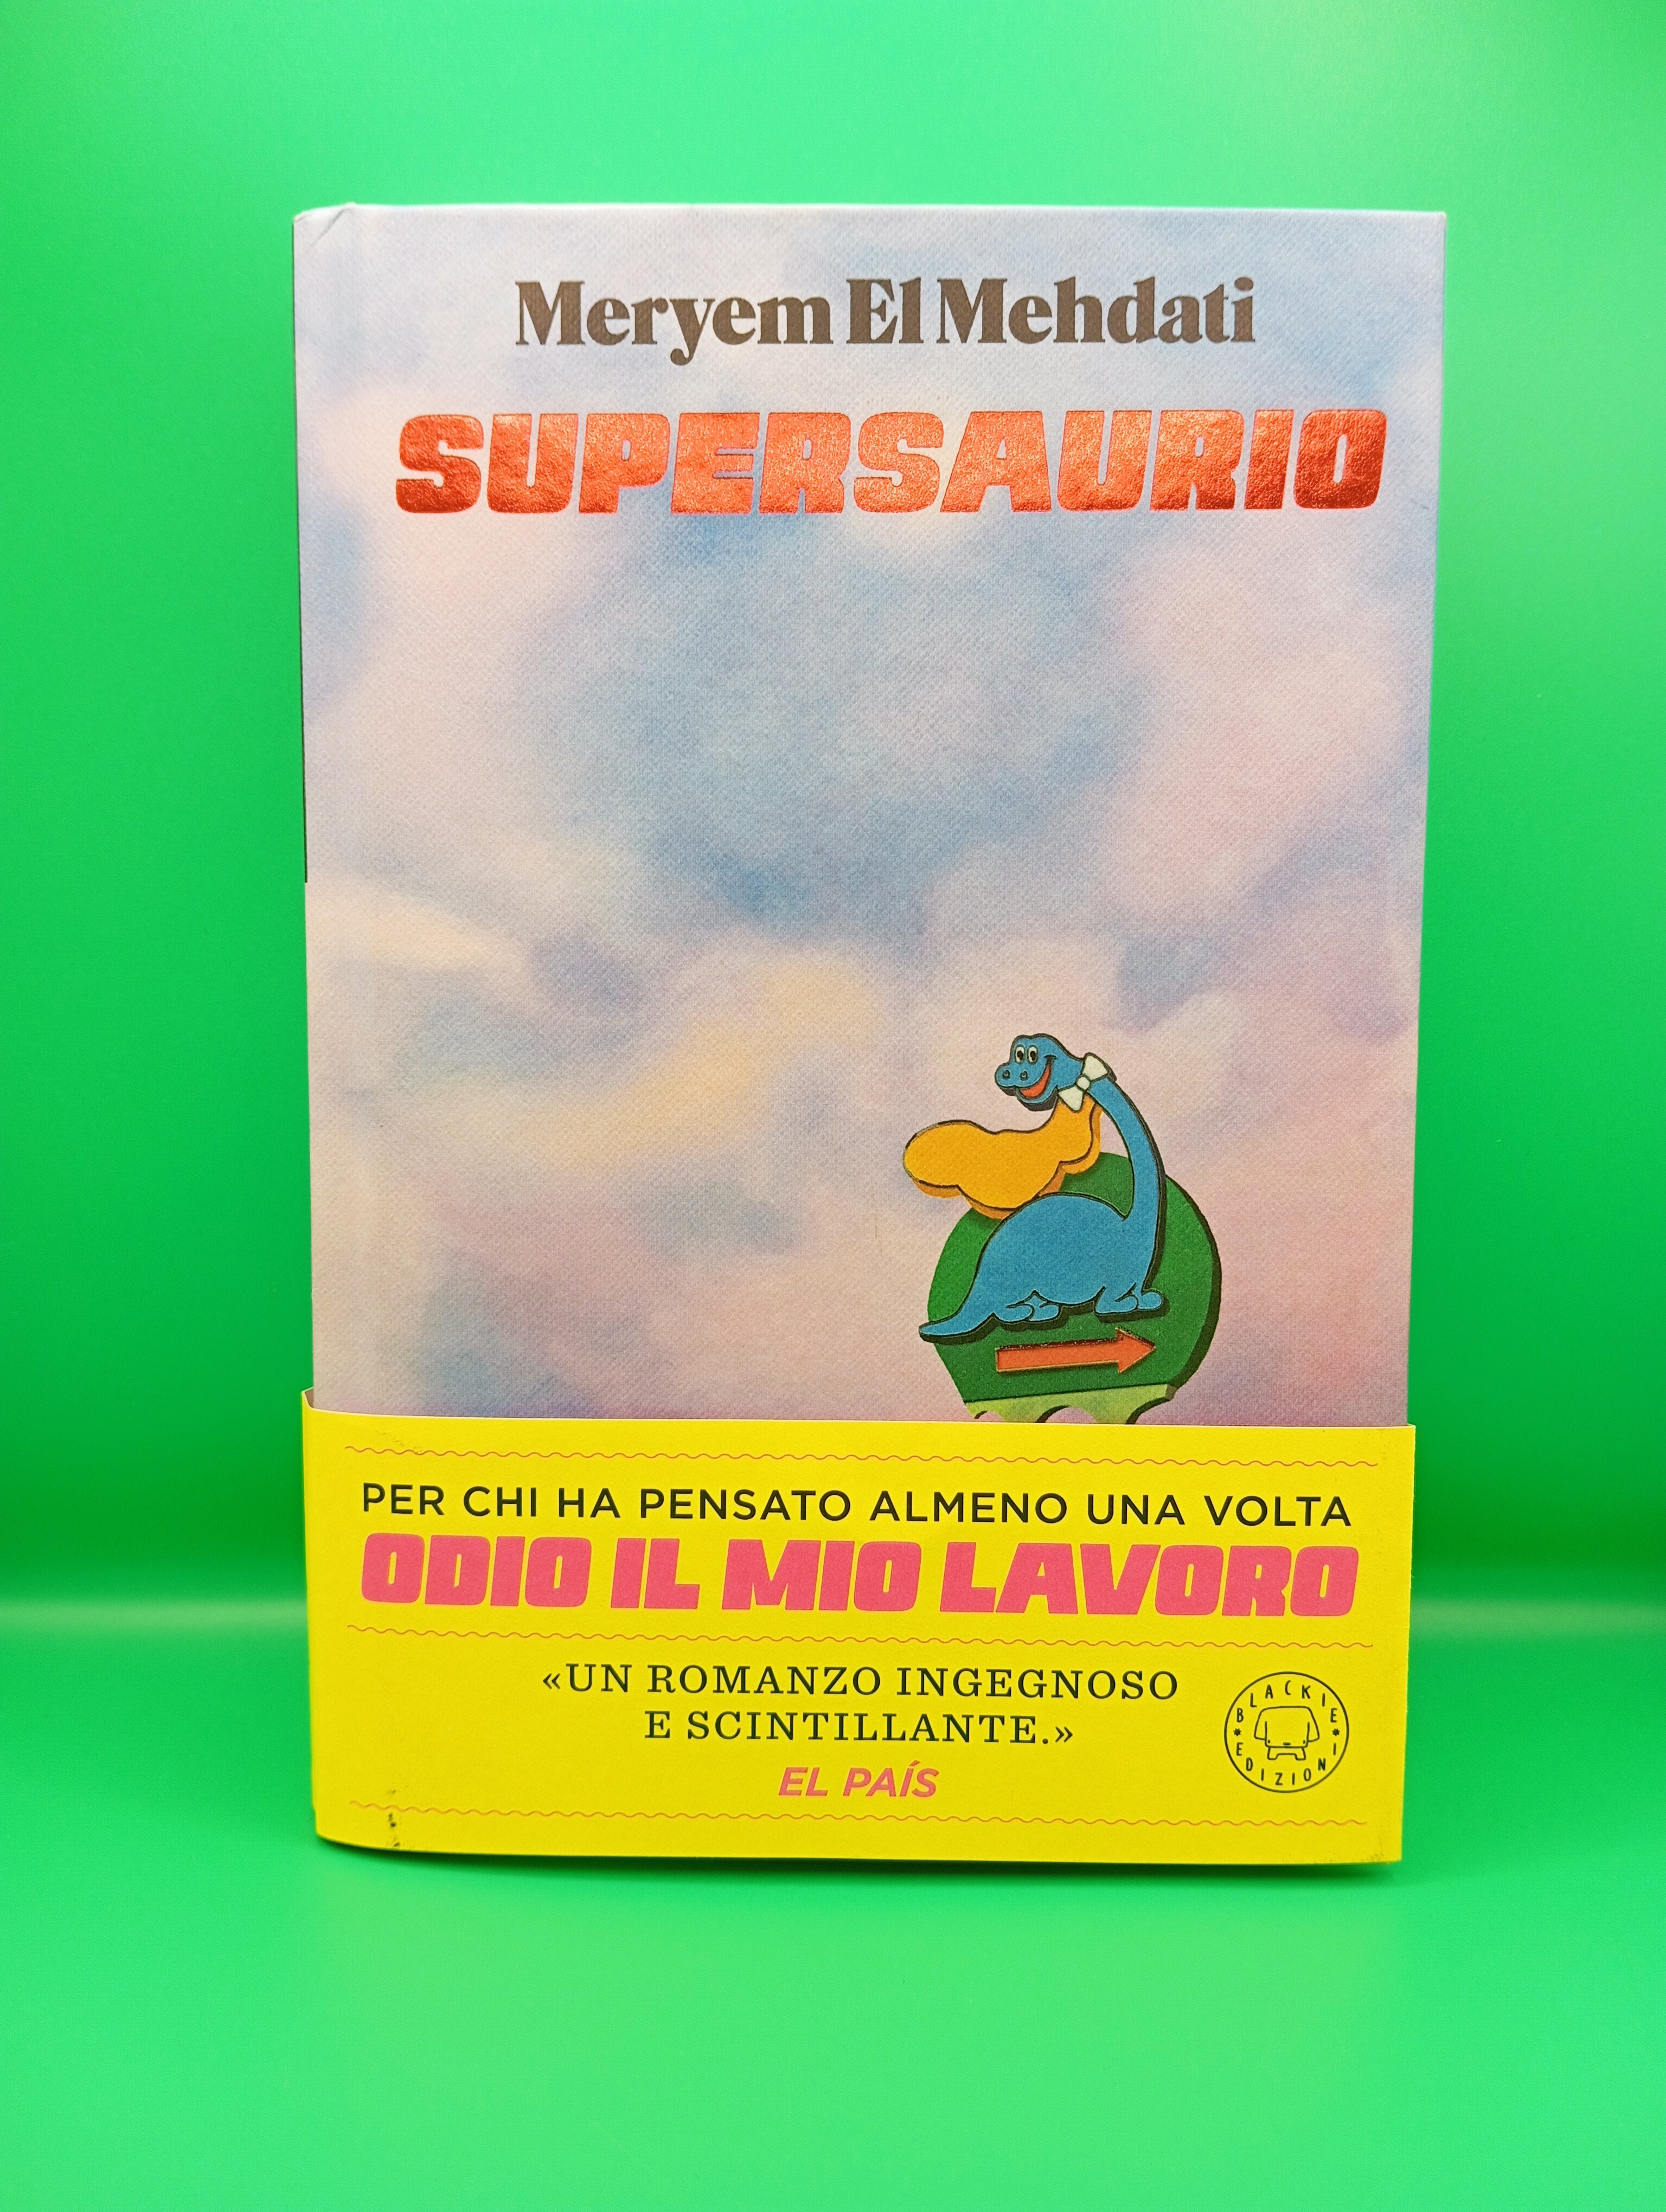 Meryem El Mehdati
SUPERSAURIO
PER CHI HA PENSATO ALMENO UNA VOLTA
ODIO IL MIO LAVORO
«UN ROMANZO INGEGNOSO
E SCINTILLANTE.»
EL PAÍS
BLACKIE * EDIZIONI *